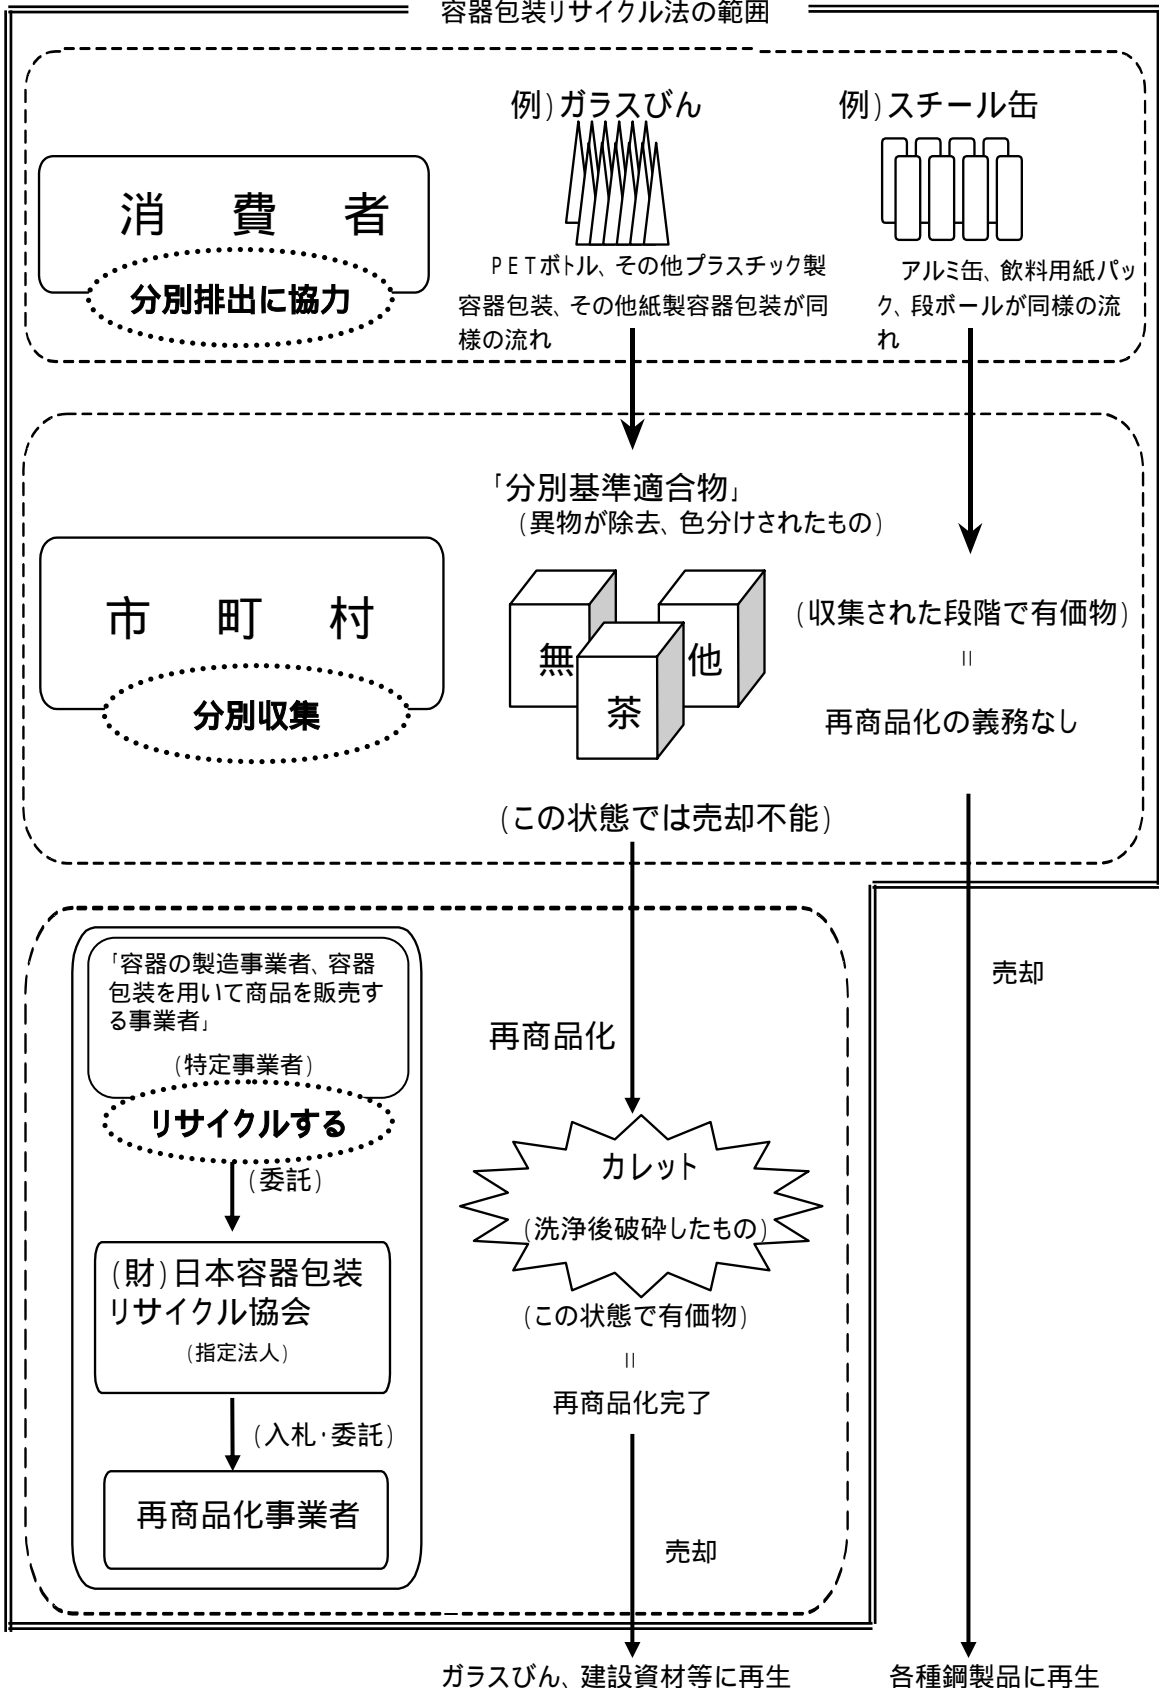 容器包装リサイクル法の範囲
例)ガラスびん
例)スチール缶
消 費 者
分別排出に協力
PETボトル、その他プラスチック製
容器包装、その他紙製容器包装が同
様の流れ
アルミ缶、飲料用紙パッ
ク、段ボールが同様の流
れ
「分別基準適合物」
(異物が除去、色分けされたもの)
市 町 村
分別収集
無
茶
他
(収集された段階で有価物)
＝
再商品化の義務なし
(この状態では売却不能)
「容器の製造事業者、容器
包装を用いて商品を販売す
る事業者」
(特定事業者)
リサイクルする
(委託)
(財)日本容器包装
リサイクル協会
(指定法人)
(入札・委託)
再商品化事業者
再商品化
カレット
(洗浄後破砕したもの)
(この状態で有価物)
＝
再商品化完了
売却
売却
ガラスびん、建設資材等に再生
各種鋼製品に再生